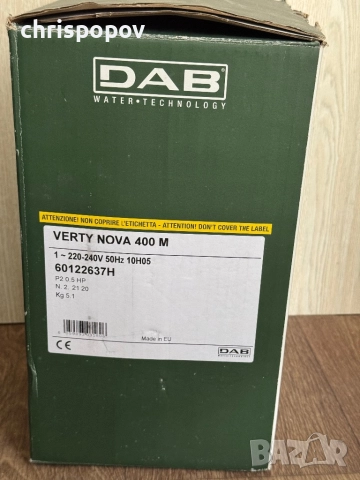 chrispopov
DAB
WATER•TECHNOLOGY
ATTENZIONE! NON COPRIRE L'ETICHETTA - ATTENTION! DON'T COVER THE LABEL
VERTY NOVA 400 M
1 ~ 220-240V 50Hz 10H05
60122637H
P2 0.5 HP
N. 2. 21 20
Kg 5.1
Made in EU
CE
DAB
BAZAR